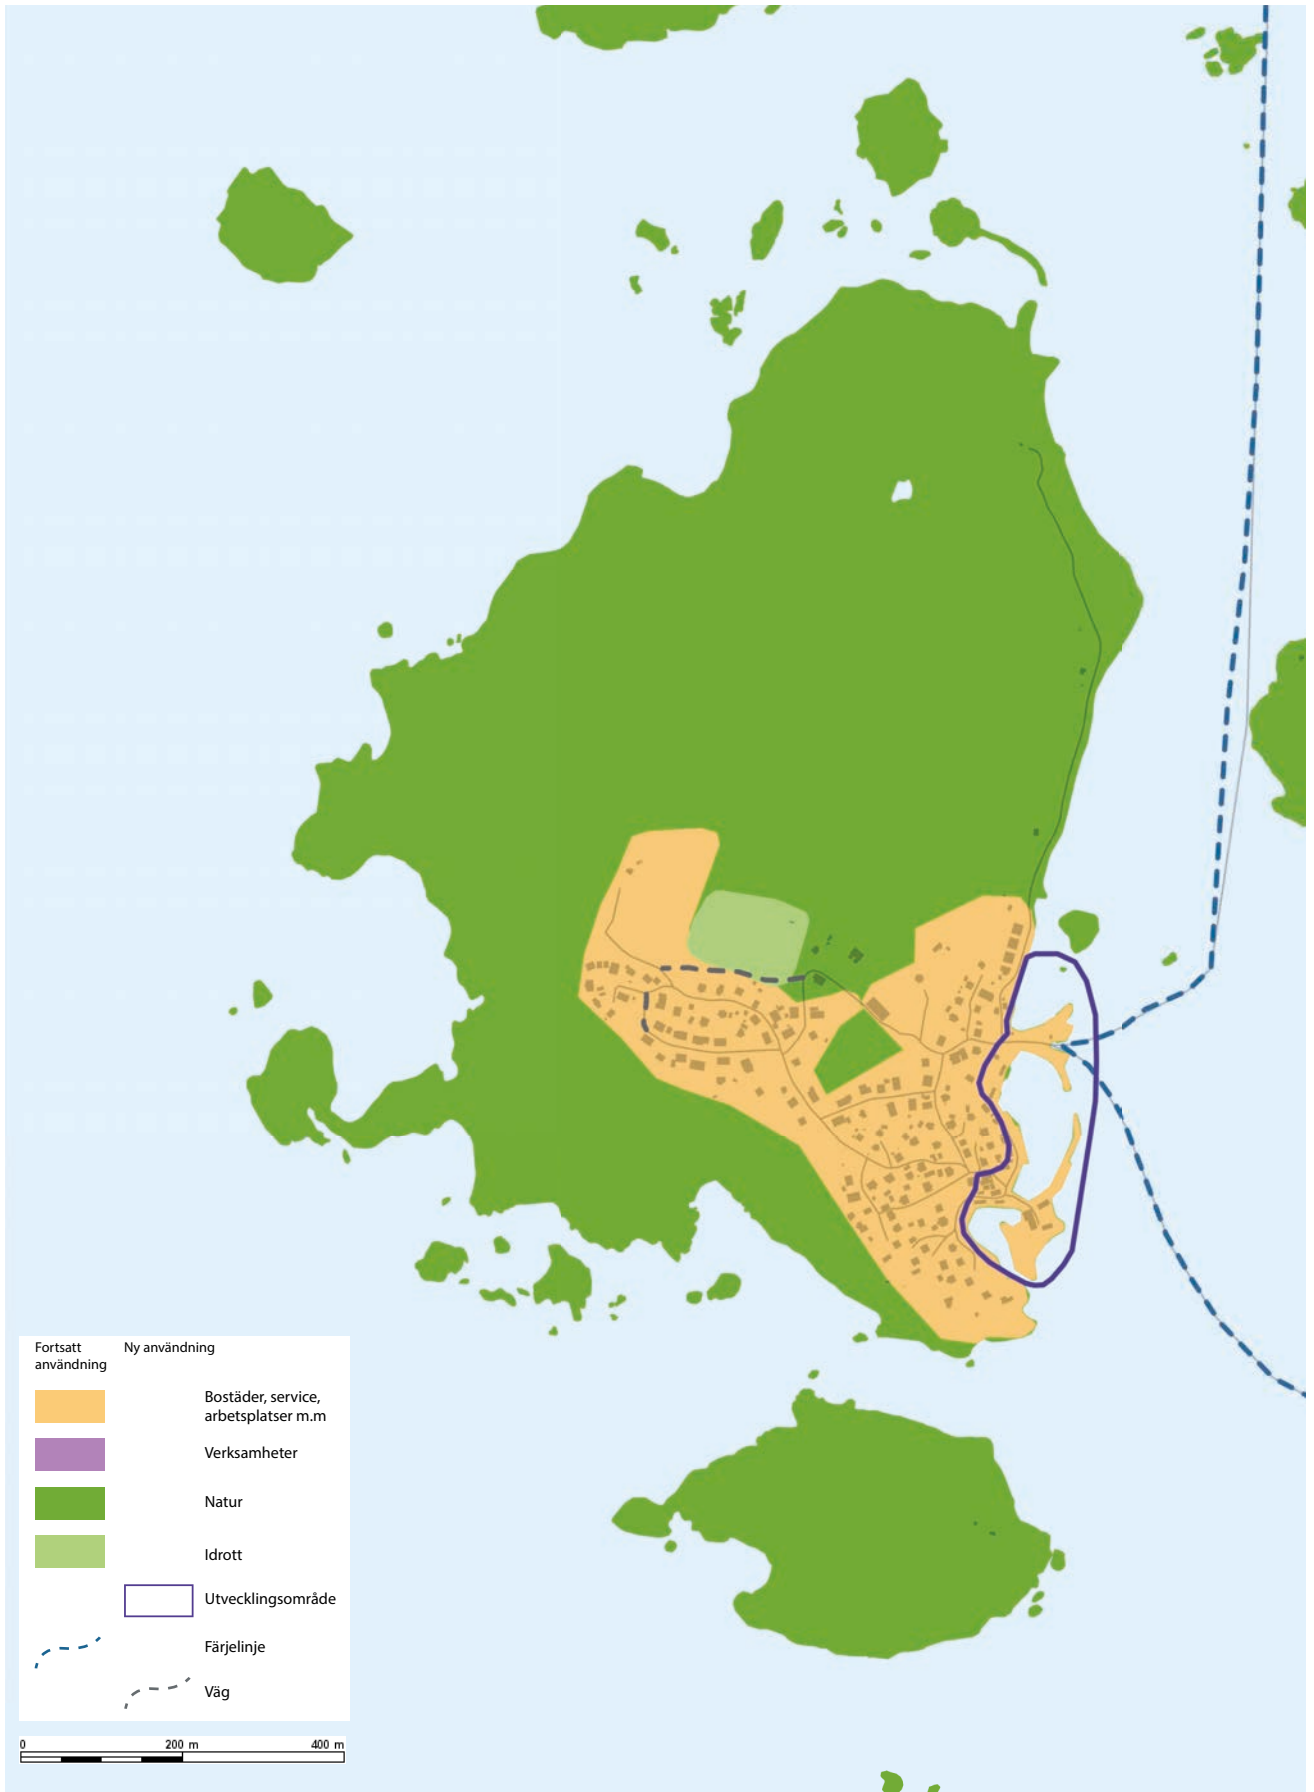 Fortsatt
användning
Ny användning
Bostäder, service,
arbetsplatser m.m
Verksamheter
Natur
Idrott
Utvecklingsområde
Färjelinje
Väg
0 200 m 400 m